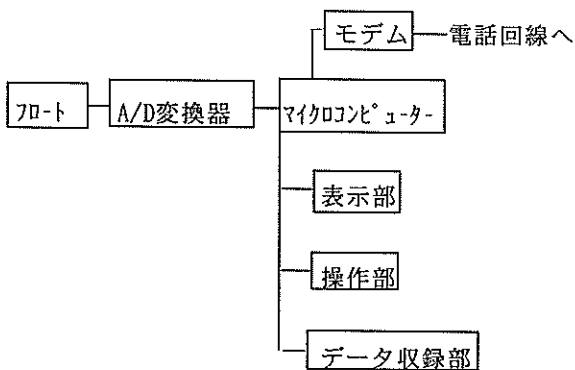 モデム 電話回線へ
フロート A/D変換器 マイクロコンピューター
表示部
操作部
データ収録部